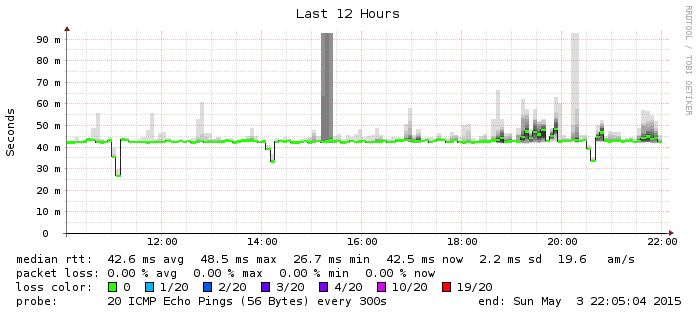 Last 12 Hours
RRDTOOL / TOBI OETIKER
Seconds
90 m
80 m
70 m
60 m
50 m
40 m
30 m
20 m
10 m
0
12:00 14:00 16:00 18:00 20:00 22:00
median rtt: 42.6 ms avg 48.5 ms max 26.7 ms min 42.5 ms now 2.2 ms sd 19.6 am/s
packet loss: 0.00 % avg 0.00 % max 0.00 % min 0.00 % now
loss color: 0 1/20 2/20 3/20 4/20 10/20 19/20
probe: 20 ICMP Echo Pings (56 Bytes) every 300s end: Sun May 3 22:05:04 2015